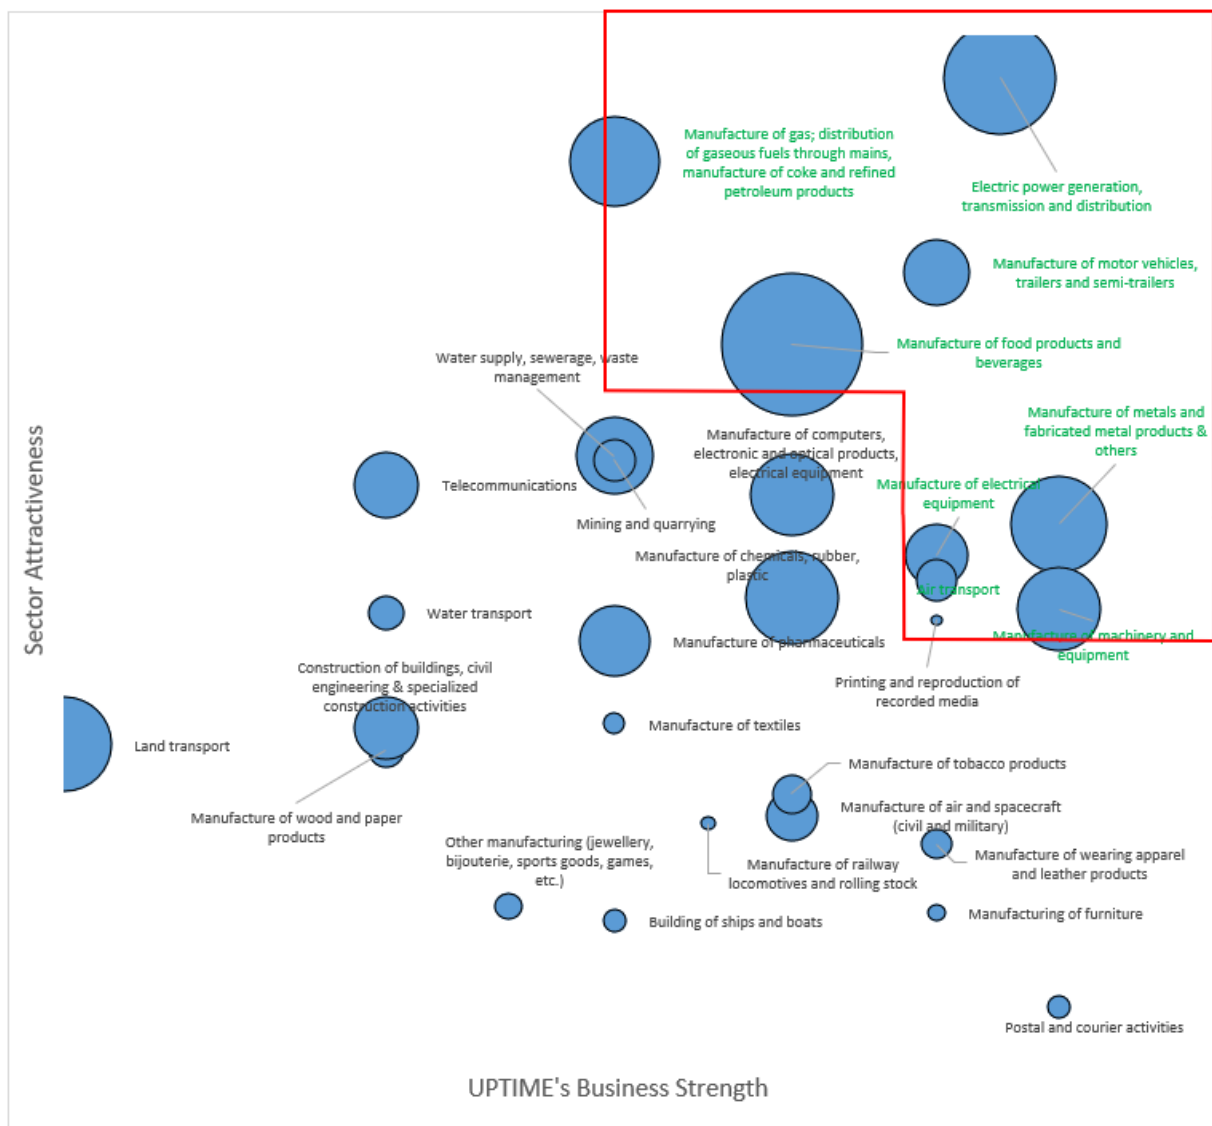 Manufacture of gas; distribution
of gaseous fuels through mains,
manufacture of coke and refined
petroleum products
Electric power generation,
transmission and distribution
Manufacture of motor vehicles,
trailers and semi-trailers
Manufacture of food products and
beverages
Water supply, sewerage, waste
management
Manufacture of metals and
fabricated metal products &
others
Manufacture of computers,
electronic and optical products,
electrical equipment
Telecommunications
Manufacture of electrical
equipment
Mining and quarrying
Manufacture of chemicals, rubber,
plastic
Air transport
Water transport
Manufacture of pharmaceuticals
Manufacture of machinery and
equipment
Construction of buildings, civil
engineering & specialized
construction activities
Printing and reproduction of
recorded media
Manufacture of textiles
Land transport
Manufacture of tobacco products
Manufacture of wood and paper
products
Manufacture of air and spacecraft
(civil and military)
Other manufacturing (jewellery,
bijouterie, sports goods, games,
etc.)
Manufacture of railway
locomotives and rolling stock
Manufacture of wearing apparel
and leather products
Building of ships and boats
Manufacturing of furniture
Postal and courier activities
Sector Attractiveness
UPTIME's Business Strength